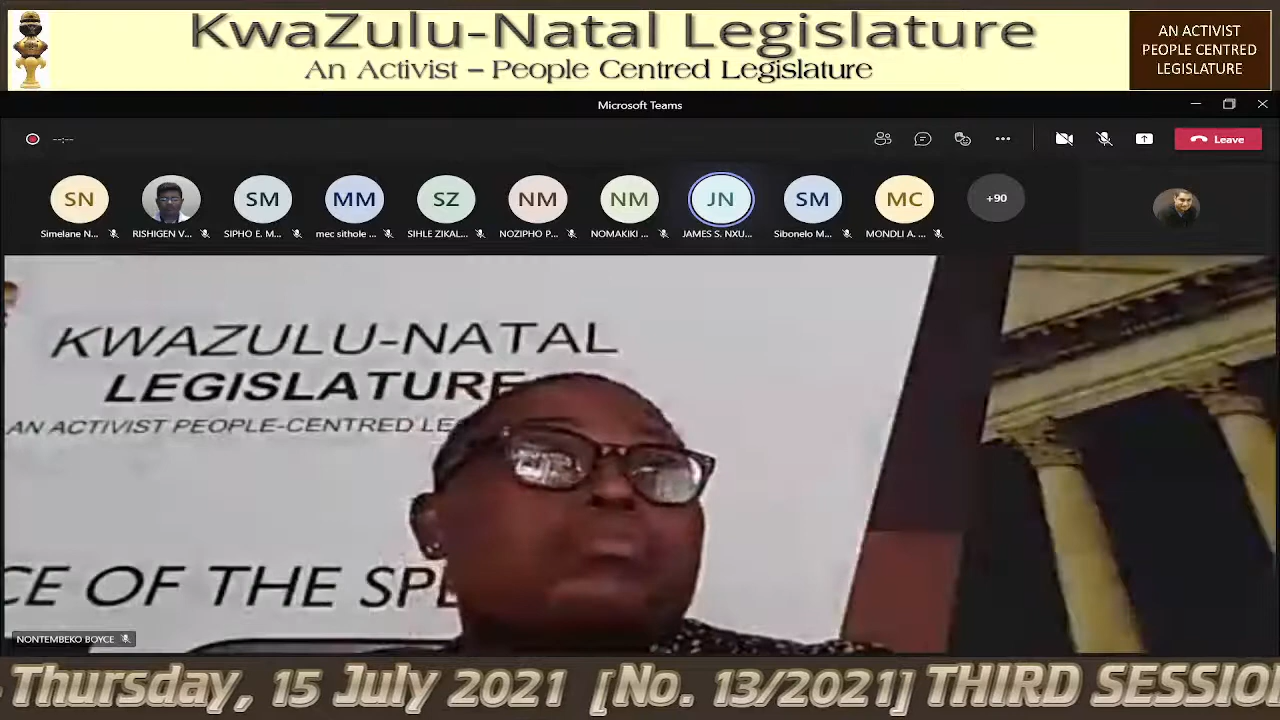 KwaZulu-Natal Legislature
An Activist – People Centred Legislature
AN ACTIVIST
PEOPLE CENTRED
LEGISLATURE
Microsoft Teams
--:--
Leave
SN
SM
MM
SZ
NM
NM
JN
SM
MC
+90
Simelane N...
RISHIGEN V...
SIPHO E. M...
mec sithole ...
SIHLE ZIKAL...
NOZIPHO P...
NOMAKIKI ...
JAMES S. NXU...
Sibonelo M...
MONDLI A. ...
KWAZULU-NATAL
LEGISLATURE
AN ACTIVIST PEOPLE-CENTRED LE
CE OF THE SPE
NONTEMBEKO BOYCE
Thursday, 15 July 2021 [No. 13/2021] THIRD SESSIO